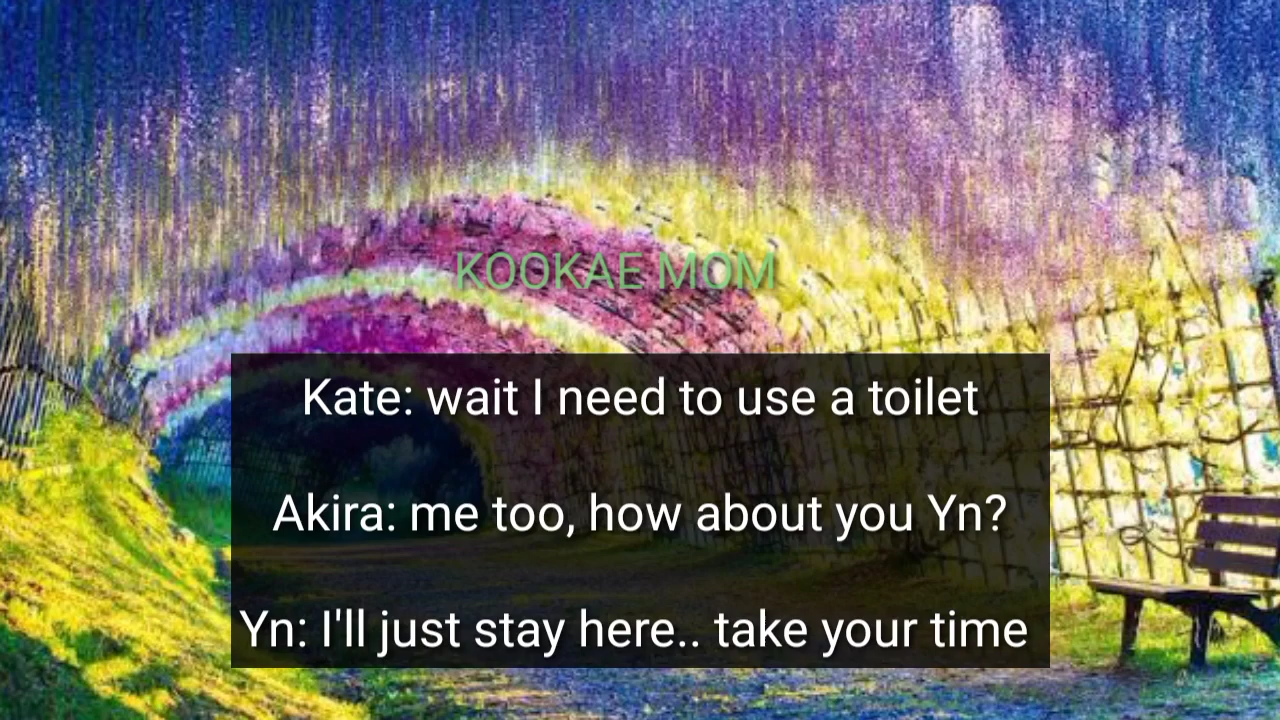 KOOKAE MOM
Kate: wait I need to use a toilet
Akira: me too, how about you Yn?
Yn: I'll just stay here.. take your time